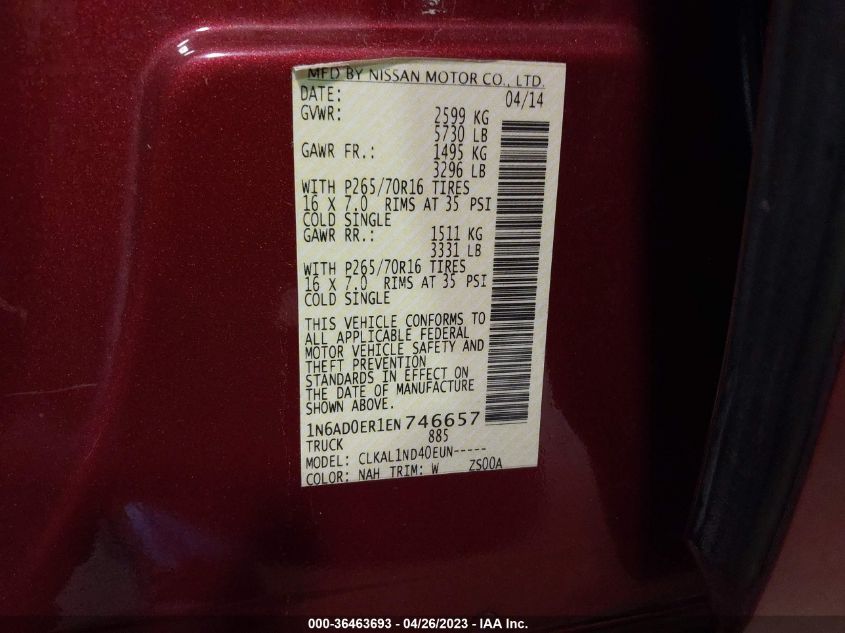 MFD BY NISSAN MOTOR CO., LTD.
DATE: 04/14
GVWR: 2599 KG
5730 LB
GAWR FR.: 1495 KG
3296 LB
WITH P265/70R16 TIRES
16 X 7.0 RIMS AT 35 PSI
COLD SINGLE
GAWR RR.: 1511 KG
3331 LB
WITH P265/70R16 TIRES
16 X 7.0 RIMS AT 35 PSI
COLD SINGLE
THIS VEHICLE CONFORMS TO
ALL APPLICABLE FEDERAL
MOTOR VEHICLE SAFETY AND
THEFT PREVENTION
STANDARDS IN EFFECT ON
THE DATE OF MANUFACTURE
SHOWN ABOVE.
1N6AD0ER1EN746657
TRUCK 885
MODEL: CLKAL1ND40EUN-----
COLOR: NAH TRIM: W ZS00A
000-36463693 - 04/26/2023 - IAA Inc.